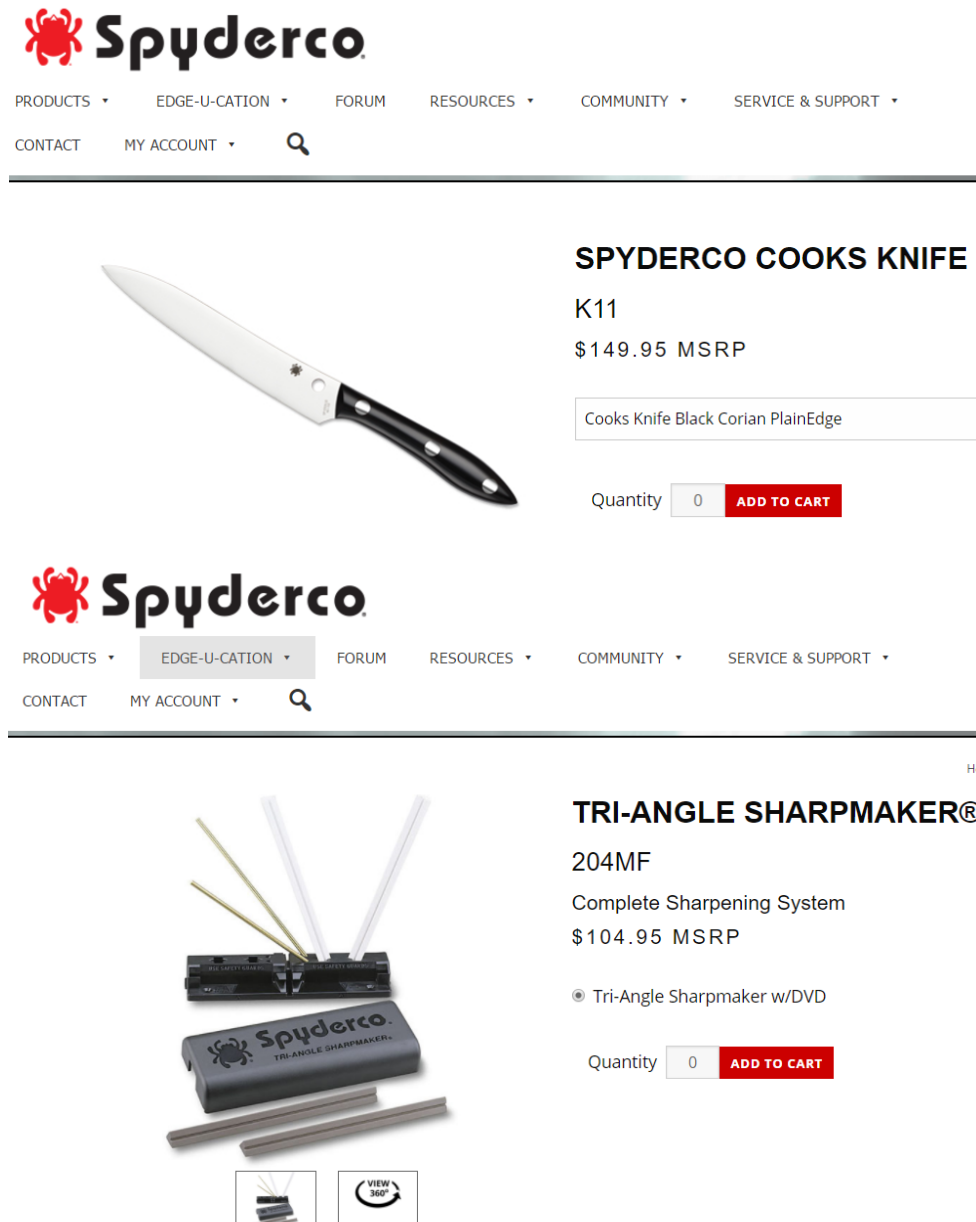 Spyderco
PRODUCTS EDGE-U-CATION FORUM RESOURCES COMMUNITY SERVICE & SUPPORT
CONTACT MY ACCOUNT
SPYDERCO COOKS KNIFE
K11
$149.95 MSRP
Cooks Knife Black Corian PlainEdge
Quantity 0 ADD TO CART
Spyderco
PRODUCTS EDGE-U-CATION FORUM RESOURCES COMMUNITY SERVICE & SUPPORT
CONTACT MY ACCOUNT
TRI-ANGLE SHARPMAKER®
204MF
Complete Sharpening System
$104.95 MSRP
Tri-Angle Sharpmaker w/DVD
Quantity 0 ADD TO CART
Spyderco
TRI-ANGLE SHARPMAKER
VIEW
360°